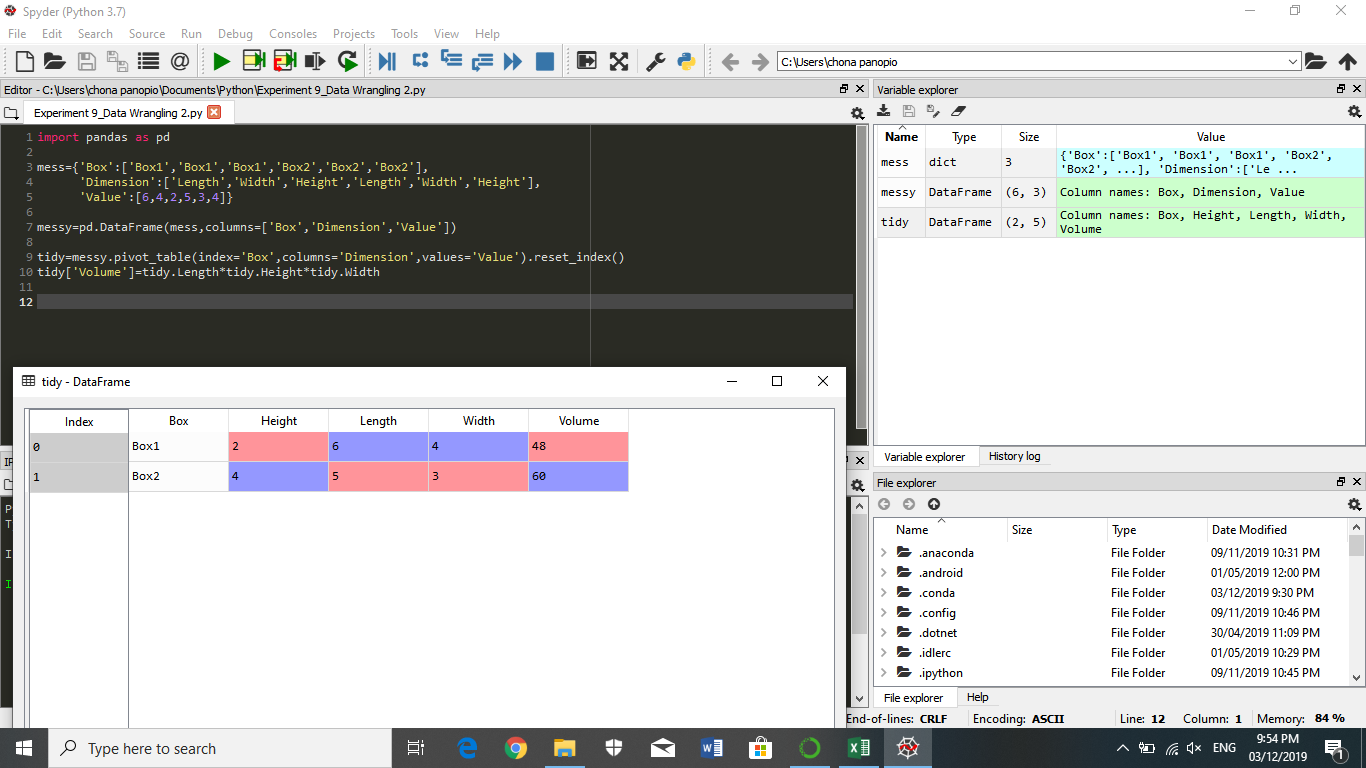 Spyder (Python 3.7)
File Edit Search Source Run Debug Consoles Projects Tools View Help
C:\Users\chona panopio
Editor - C:\Users\chona panopio\Documents\Python\Experiment 9_Data Wrangling 2.py
Experiment 9_Data Wrangling 2.py
1 import pandas as pd
2
3 mess={'Box':['Box1','Box1','Box1','Box2','Box2','Box2'],
4 'Dimension':['Length','Width','Height','Length','Width','Height'],
5 'Value':[6,4,2,5,3,4]}
6
7 messy=pd.DataFrame(mess,columns=['Box','Dimension','Value'])
8
9 tidy=messy.pivot_table(index='Box',columns='Dimension',values='Value').reset_index()
10 tidy['Volume']=tidy.Length*tidy.Height*tidy.Width
11
12
tidy - DataFrame
Index Box Height Length Width Volume
0 Box1 2 6 4 48
1 Box2 4 5 3 60
Variable explorer
Name Type Size Value
mess dict 3 {'Box':['Box1', 'Box1', 'Box1', 'Box2',
'Box2', ...], 'Dimension':['Le ...
messy DataFrame (6, 3) Column names: Box, Dimension, Value
tidy DataFrame (2, 5) Column names: Box, Height, Length, Width,
Volume
Variable explorer History log
File explorer
Name Size Type Date Modified
.anaconda File Folder 09/11/2019 10:31 PM
.android File Folder 01/05/2019 12:00 PM
.conda File Folder 03/12/2019 9:30 PM
.config File Folder 09/11/2019 10:46 PM
.dotnet File Folder 30/04/2019 11:09 PM
.idlerc File Folder 01/05/2019 10:29 PM
.ipython File Folder 09/11/2019 10:45 PM
File explorer Help
End-of-lines: CRLF Encoding: ASCII Line: 12 Column: 1 Memory: 84 %
Type here to search
ENG
9:54 PM
03/12/2019
1